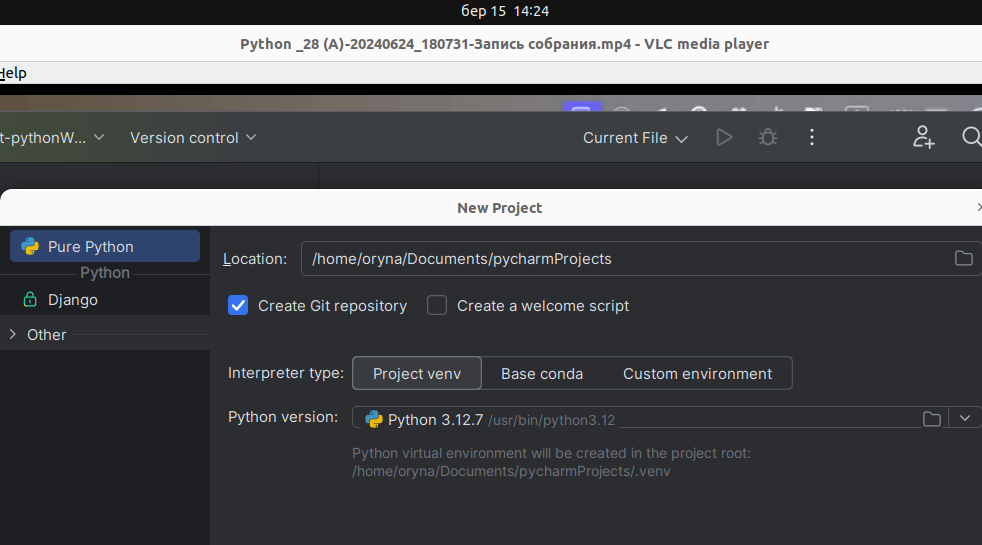 бер 15 14:24
Python _28 (A)-20240624_180731-Запись собрания.mp4 - VLC media player
Help
t-pythonW...
Version control
Current File
New Project
Pure Python
Location: /home/oryna/Documents/pycharmProjects
Python
Create Git repository
Create a welcome script
Django
Other
Interpreter type: Project venv Base conda Custom environment
Python version: Python 3.12.7 /usr/bin/python3.12
Python virtual environment will be created in the project root:
/home/oryna/Documents/pycharmProjects/.venv